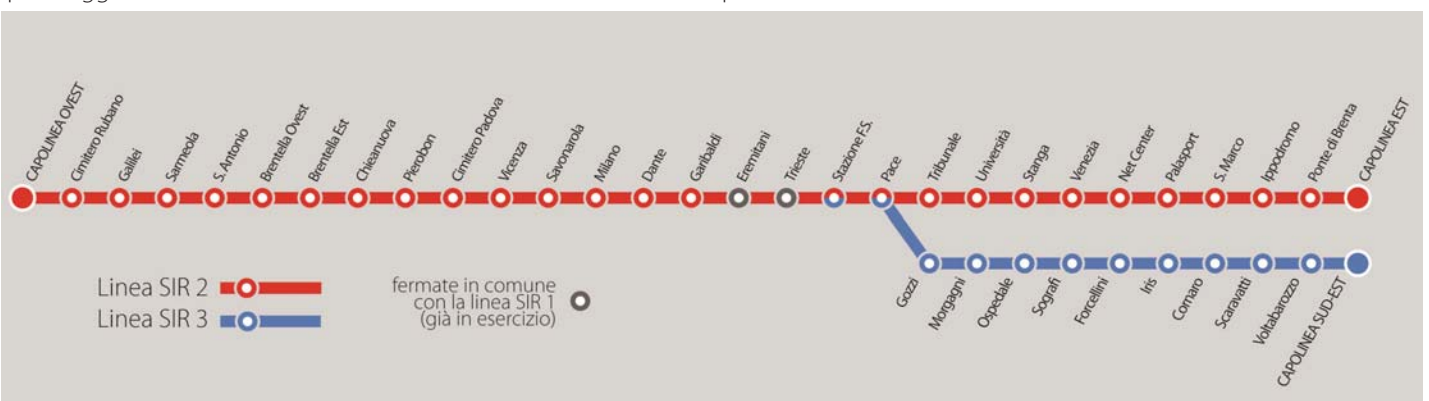 CAPOLINEA OVEST
Cimitero Rubano
Galilei
Sarmeola
S. Antonio
Brentella Ovest
Brentella Est
Chieanuova
Pierobon
Cimitero Padova
Vicenza
Savonarola
Milano
Dante
Garibaldi
Eremitani
Trieste
Stazione F.S.
Pace
Tribunale
Università
Stanga
Venezia
Net Center
Palasport
S. Marco
Ippodromo
Ponte di Brenta
CAPOLINEA EST
Gozzi
Morgagni
Ospedale
Sografi
Forcellini
Iris
Cornaro
Scaravatti
Voltabarozzo
CAPOLINEA SUD-EST
Linea SIR 2
Linea SIR 3
fermate in comune
con la linea SIR 1
(già in esercizio)